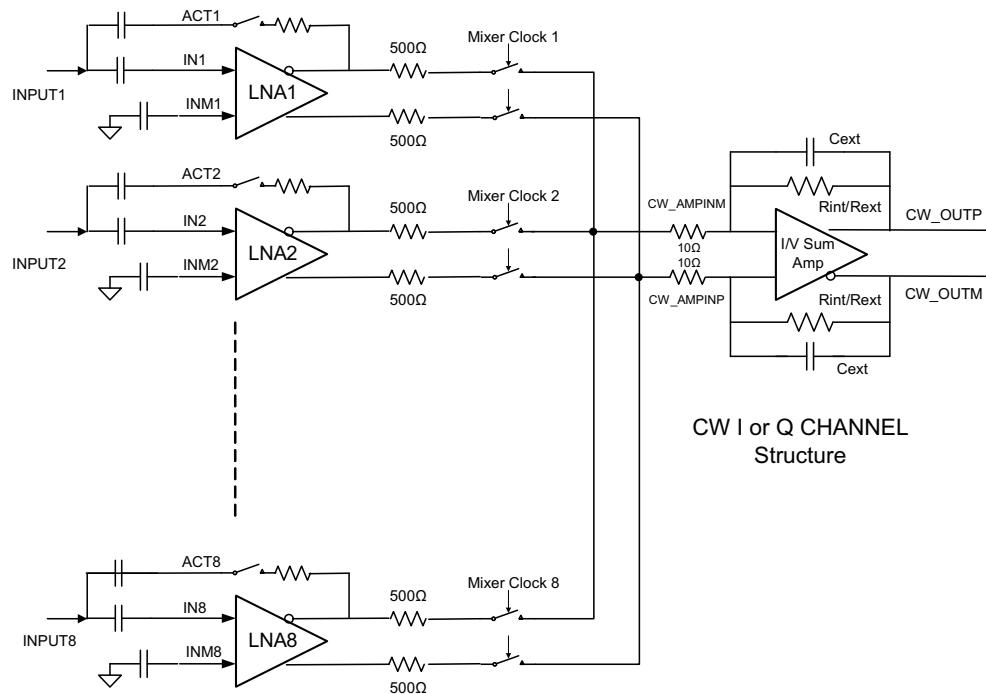 ACT1
500Ω
Mixer Clock 1
INPUT1
IN1
LNA1
INM1
500Ω
ACT2
500Ω
Mixer Clock 2
INPUT2
IN2
LNA2
INM2
500Ω
Cext
Rint/Rext
CW_AMPINM
10Ω
10Ω
CW_AMPINP
I/V Sum
Amp
CW_OUTP
CW_OUTM
Rint/Rext
Cext
CW I or Q CHANNEL
Structure
ACT8
500Ω
Mixer Clock 8
INPUT8
IN8
LNA8
INM8
500Ω